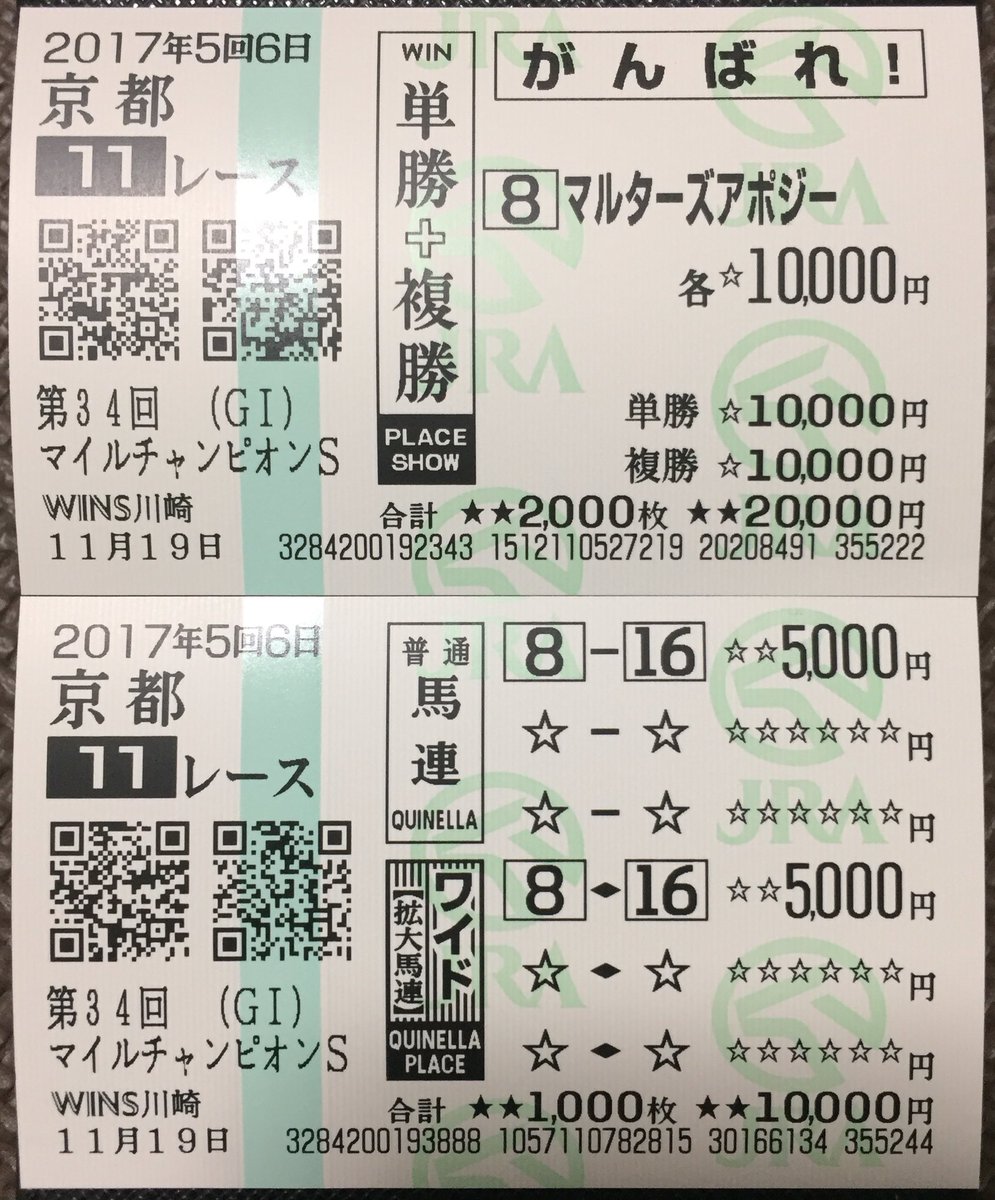 2017年5回6日
京都
11レース
第34回 (GⅠ)
マイルチャンピオンS
WINS川崎
11月19日
WIN
単勝+複勝
PLACE
SHOW
がんばれ!
8 マルターズアポジー
各☆10,000円
単勝 ☆10,000円
複勝 ☆10,000円
合計 ★★2,000枚 ★★20,000円
3284200192343 1512110527219 20208491 355222
2017年5回6日
京都
11レース
第34回 (GⅠ)
マイルチャンピオンS
WINS川崎
11月19日
普通
馬連
QUINELLA
8-16 ☆☆5,000円
☆-☆ ☆☆☆☆☆☆円
☆-☆ ☆☆☆☆☆☆円
ワイド
【拡大馬連】
QUINELLA
PLACE
8◆16 ☆☆5,000円
☆◆☆ ☆☆☆☆☆☆円
☆◆☆ ☆☆☆☆☆☆円
合計 ★★1,000枚 ★★10,000円
3284200193888 1057110782815 30166134 355244
JRA
JRA
JRA
JRA
JRA